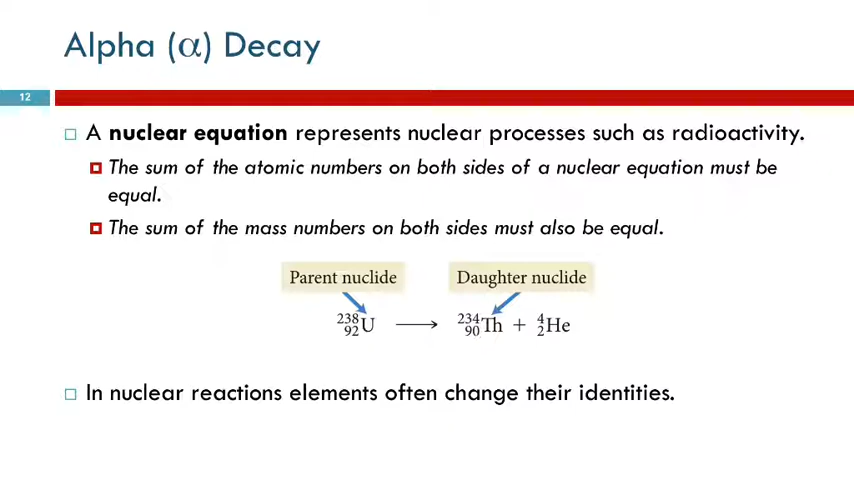 Alpha (α) Decay
12
A nuclear equation represents nuclear processes such as radioactivity.
The sum of the atomic numbers on both sides of a nuclear equation must be
equal.
The sum of the mass numbers on both sides must also be equal.
Parent nuclide Daughter nuclide
²³⁸₉₂U ⟶ ²³⁴₉₀Th + ⁴₂He
In nuclear reactions elements often change their identities.